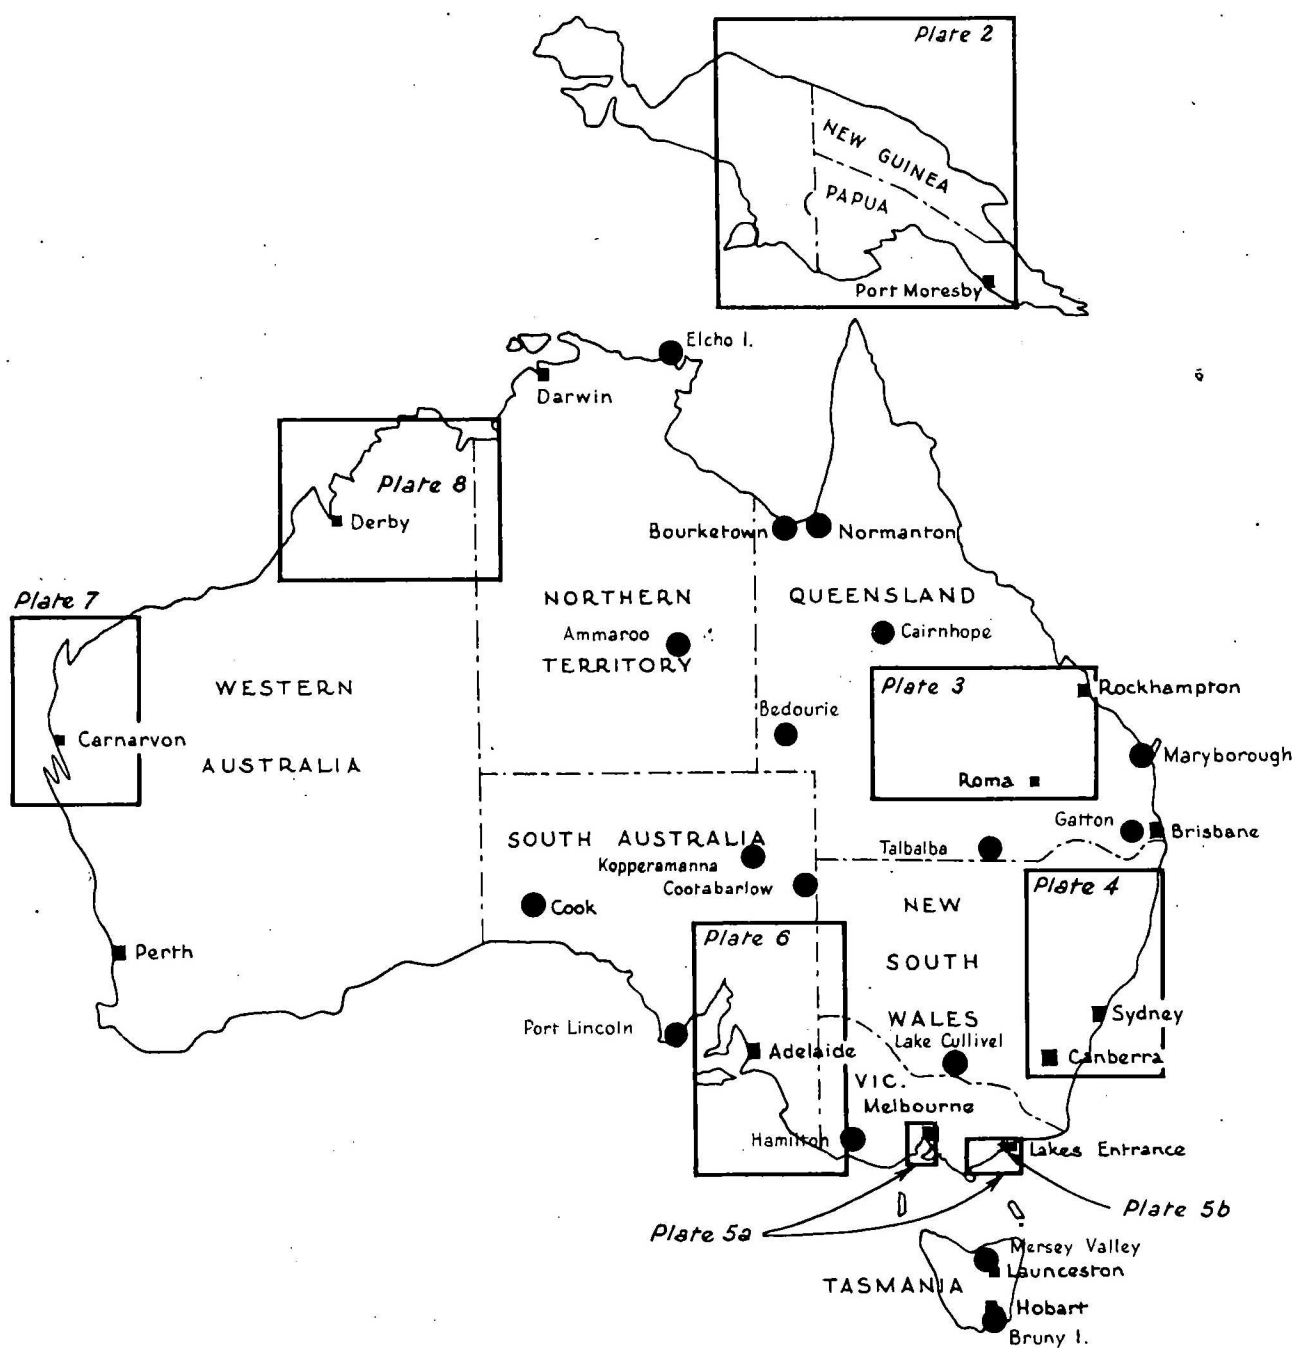 Plate 2
NEW GUINEA
PAPUA
Port Moresby
Elcho I.
Darwin
Plate 8
Derby
Bourketown
Normanton
Plate 7
NORTHERN
QUEENSLAND
Ammaroo
Cairnhope
TERRITORY
WESTERN
Plate 3
Rockhampton
Bedourie
Carnarvon
Maryborough
AUSTRALIA
Roma
Gatton
Brisbane
SOUTH AUSTRALIA
Talbalba
Kopperamanna
Cootabarlow
Plate 4
Cook
NEW
Plate 6
Perth
SOUTH
Sydney
WALES
Port Lincoln
Lake Cullivel
Adelaide
Canberra
VIC.
Melbourne
Hamilton
Lakes Entrance
Plate 5b
Plate 5a
Mersey Valley
Launceston
TASMANIA
Hobart
Bruny I.